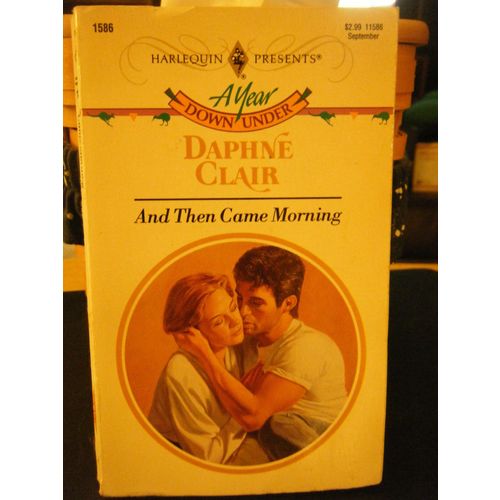 1586
$2.99 11586
September
HARLEQUIN PRESENTS®
A Year
DOWN UNDER
DAPHNE
CLAIR
And Then Came Morning